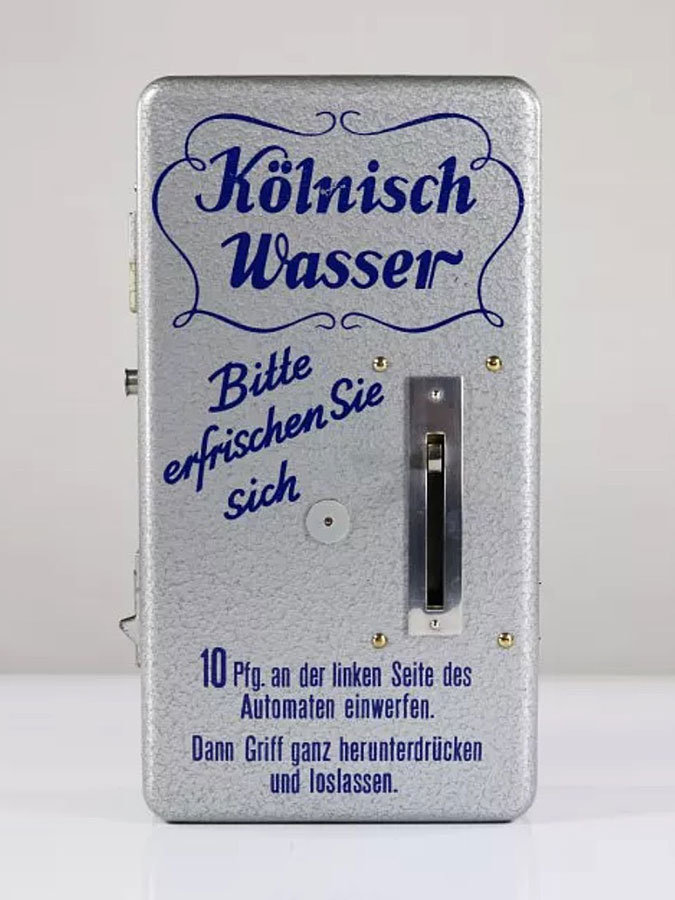 Kölnisch
Wasser
Bitte
erfrischen Sie
sich
10 Pfg. an der linken Seite des
Automaten einwerfen.
Dann Griff ganz herunterdrücken
und loslassen.